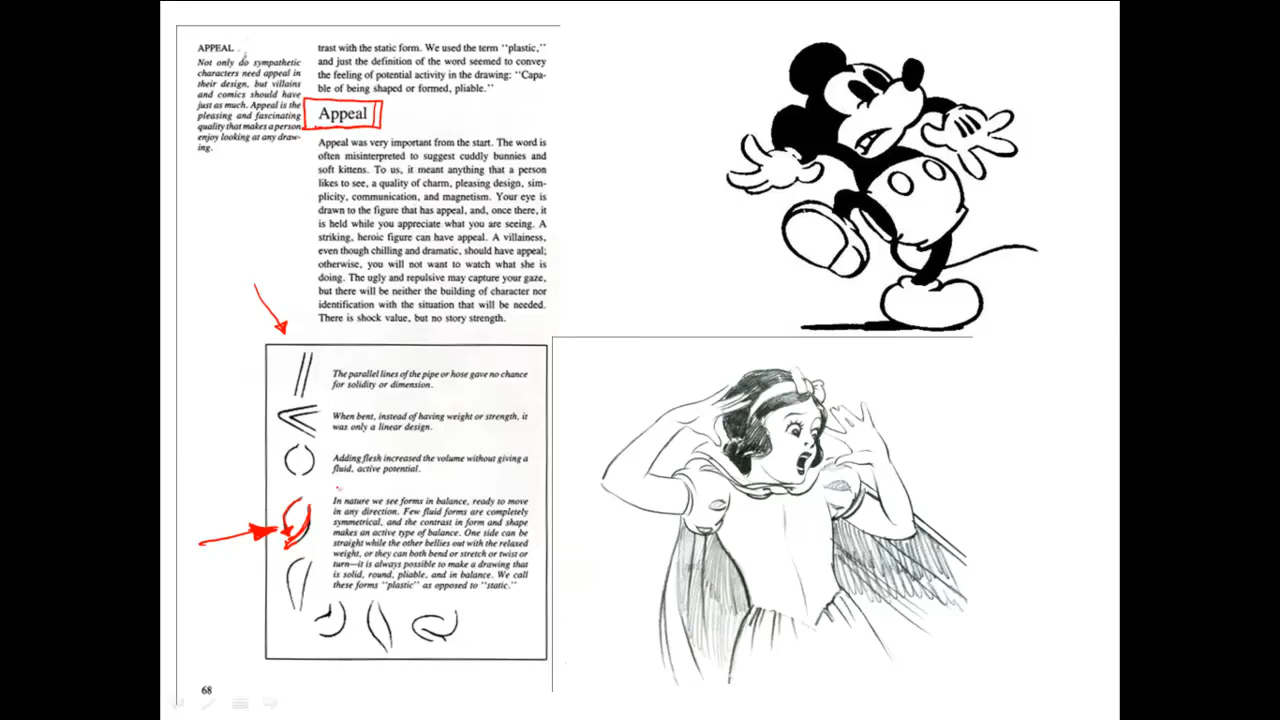 APPEAL
Not only do sympathetic
characters need appeal in
their design, but villains
and comics should have
just as much. Appeal is the
pleasing and fascinating
quality that makes a person
enjoy looking at any draw-
ing.
trast with the static form. We used the term "plastic,"
and just the definition of the word seemed to convey
the feeling of potential activity in the drawing: "Capa-
ble of being shaped or formed, pliable."
Appeal
Appeal was very important from the start. The word is
often misinterpreted to suggest cuddly bunnies and
soft kittens. To us, it meant anything that a person
likes to see, a quality of charm, pleasing design, sim-
plicity, communication, and magnetism. Your eye is
drawn to the figure that has appeal, and, once there, it
is held while you appreciate what you are seeing. A
striking, heroic figure can have appeal. A villainess,
even though chilling and dramatic, should have appeal;
otherwise, you will not want to watch what she is
doing. The ugly and repulsive may capture your gaze,
but there will be neither the building of character nor
identification with the situation that will be needed.
There is shock value, but no story strength.
The parallel lines of the pipe or hose gave no chance
for solidity or dimension.
When bent, instead of having weight or strength, it
was only a linear design.
Adding flesh increased the volume without giving a
fluid, active potential.
In nature we see forms in balance, ready to move
in any direction. Few fluid forms are completely
symmetrical, and the contrast in form and shape
makes an active type of balance. One side can be
straight while the other bellies out with the relaxed
weight, or they can both bend or stretch or twist or
turn—it is always possible to make a drawing that
is solid, round, pliable, and in balance. We call
these forms "plastic" as opposed to "static."
68